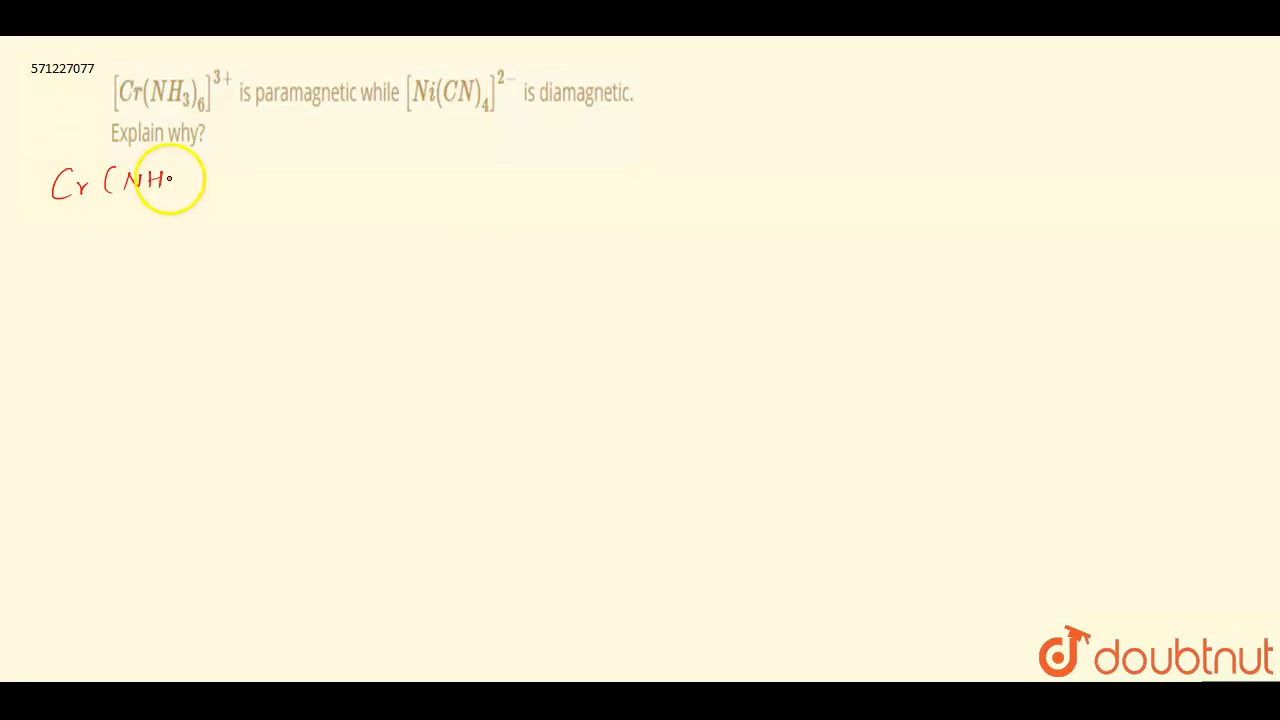 571227077
[Cr(NH₃)₆]³⁺ is paramagnetic while [Ni(CN)₄]²⁻ is diamagnetic.
Explain why?
Cr (NH
doubtnut